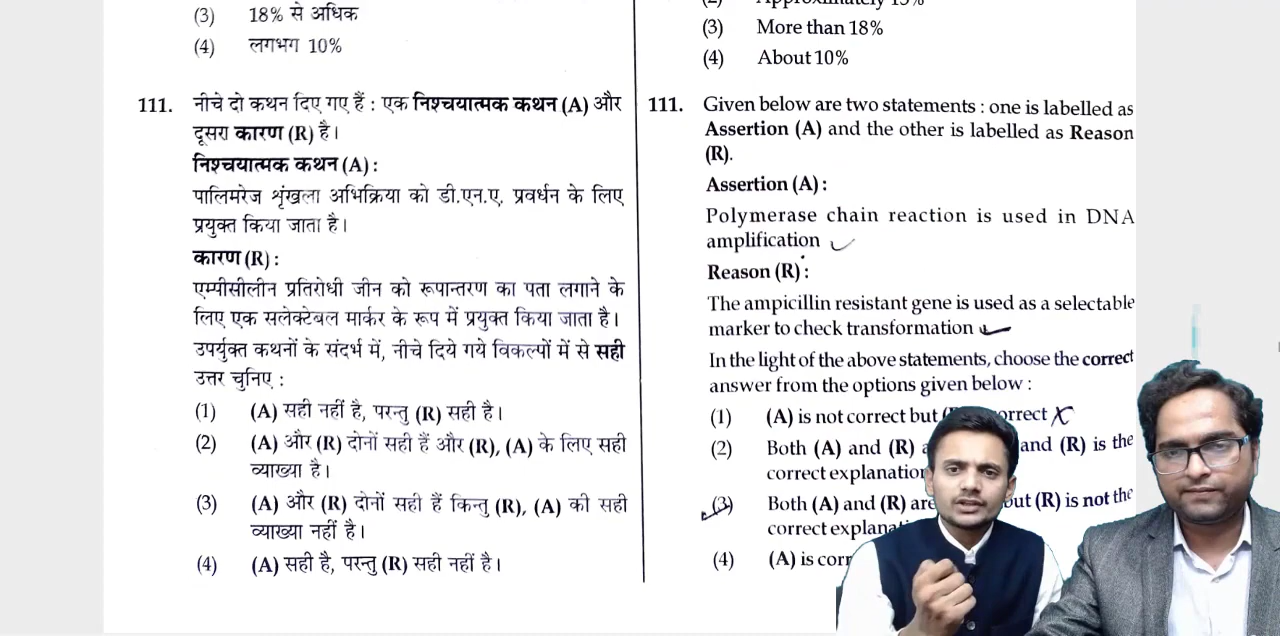 (3) 18% से अधिक
(4) लगभग 10%
111. नीचे दो कथन दिए गए हैं : एक निश्चयात्मक कथन (A) और
दूसरा कारण (R) है।
निश्चयात्मक कथन (A) :
पालिमरेज शृंखला अभिक्रिया को डी.एन.ए. प्रवर्धन के लिए
प्रयुक्त किया जाता है।
कारण (R) :
एम्पीसीलीन प्रतिरोधी जीन को रूपान्तरण का पता लगाने के
लिए एक सलेक्टेबल मार्कर के रूप में प्रयुक्त किया जाता है।
उपर्युक्त कथनों के संदर्भ में, नीचे दिये गये विकल्पों में से सही
उत्तर चुनिए :
(1) (A) सही नहीं है, परन्तु (R) सही है।
(2) (A) और (R) दोनों सही हैं और (R), (A) के लिए सही
व्याख्या है।
(3) (A) और (R) दोनों सही हैं किन्तु (R), (A) की सही
व्याख्या नहीं है।
(4) (A) सही है, परन्तु (R) सही नहीं है।
(3) More than 18%
(4) About 10%
111. Given below are two statements : one is labelled as
Assertion (A) and the other is labelled as Reason
(R).
Assertion (A) :
Polymerase chain reaction is used in DNA
amplification
Reason (R) :
The ampicillin resistant gene is used as a selectable
marker to check transformation
In the light of the above statements, choose the correct
answer from the options given below :
(1) (A) is not correct but
(2) Both (A) and (R) and (R) is the
correct explanation
(3) Both (A) and (R) are but (R) is not the
correct
(4) (A) is